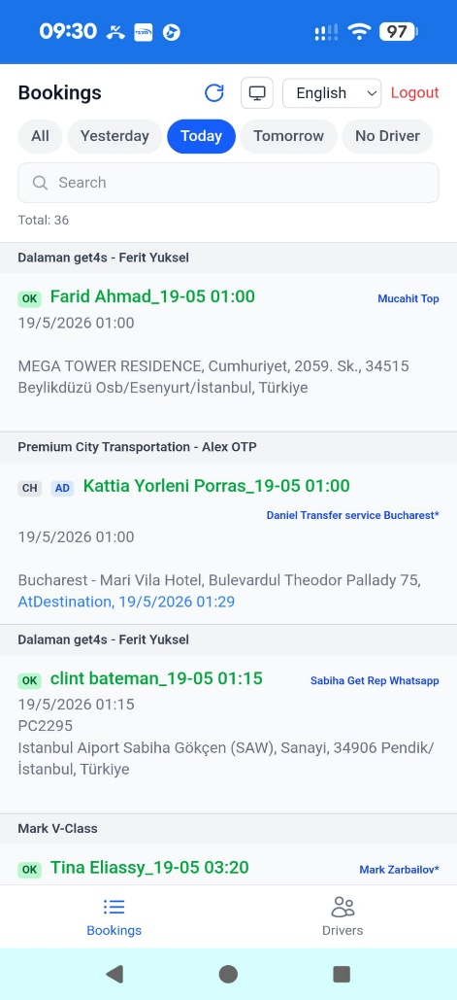 09:30 97
Bookings English Logout
All Yesterday Today Tomorrow No Driver
Search
Total: 36
Dalaman get4s - Ferit Yuksel
OK Farid Ahmad_19-05 01:00 Mucahit Top
19/5/2026 01:00
MEGA TOWER RESIDENCE, Cumhuriyet, 2059. Sk., 34515
Beylikdüzü Osb/Esenyurt/İstanbul, Türkiye
Premium City Transportation - Alex OTP
CH AD Kattia Yorleni Porras_19-05 01:00
Daniel Transfer service Bucharest*
19/5/2026 01:00
Bucharest - Mari Vila Hotel, Bulevardul Theodor Pallady 75,
AtDestination, 19/5/2026 01:29
Dalaman get4s - Ferit Yuksel
OK clint bateman_19-05 01:15 Sabiha Get Rep Whatsapp
19/5/2026 01:15
PC2295
Istanbul Aiport Sabiha Gökçen (SAW), Sanayi, 34906 Pendik/
İstanbul, Türkiye
Mark V-Class
OK Tina Eliassy_19-05 03:20 Mark Zarbailov*
Bookings Drivers